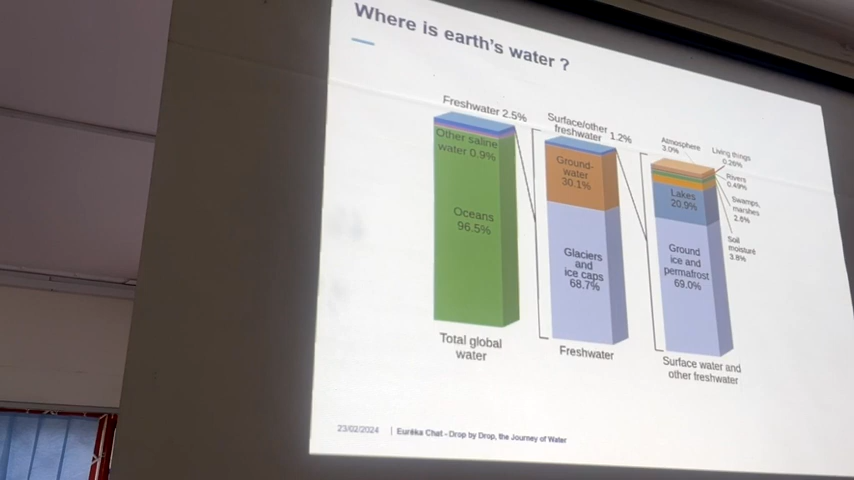 Where is earth's water ?
Freshwater 2.5%
Other saline
water 0.9%
Oceans
96.5%
Total global
water
Surface/other
freshwater 1.2%
Ground-
water
30.1%
Glaciers
and
ice caps
68.7%
Freshwater
Atmosphere
3.0%
Living things
0.26%
Rivers
0.49%
Swamps,
marshes
2.6%
Soil
moisture
3.8%
Lakes
20.9%
Ground
ice and
permafrost
69.0%
Surface water and
other freshwater
23/02/2024 | Eurêka Chat - Drop by Drop, the Journey of Water